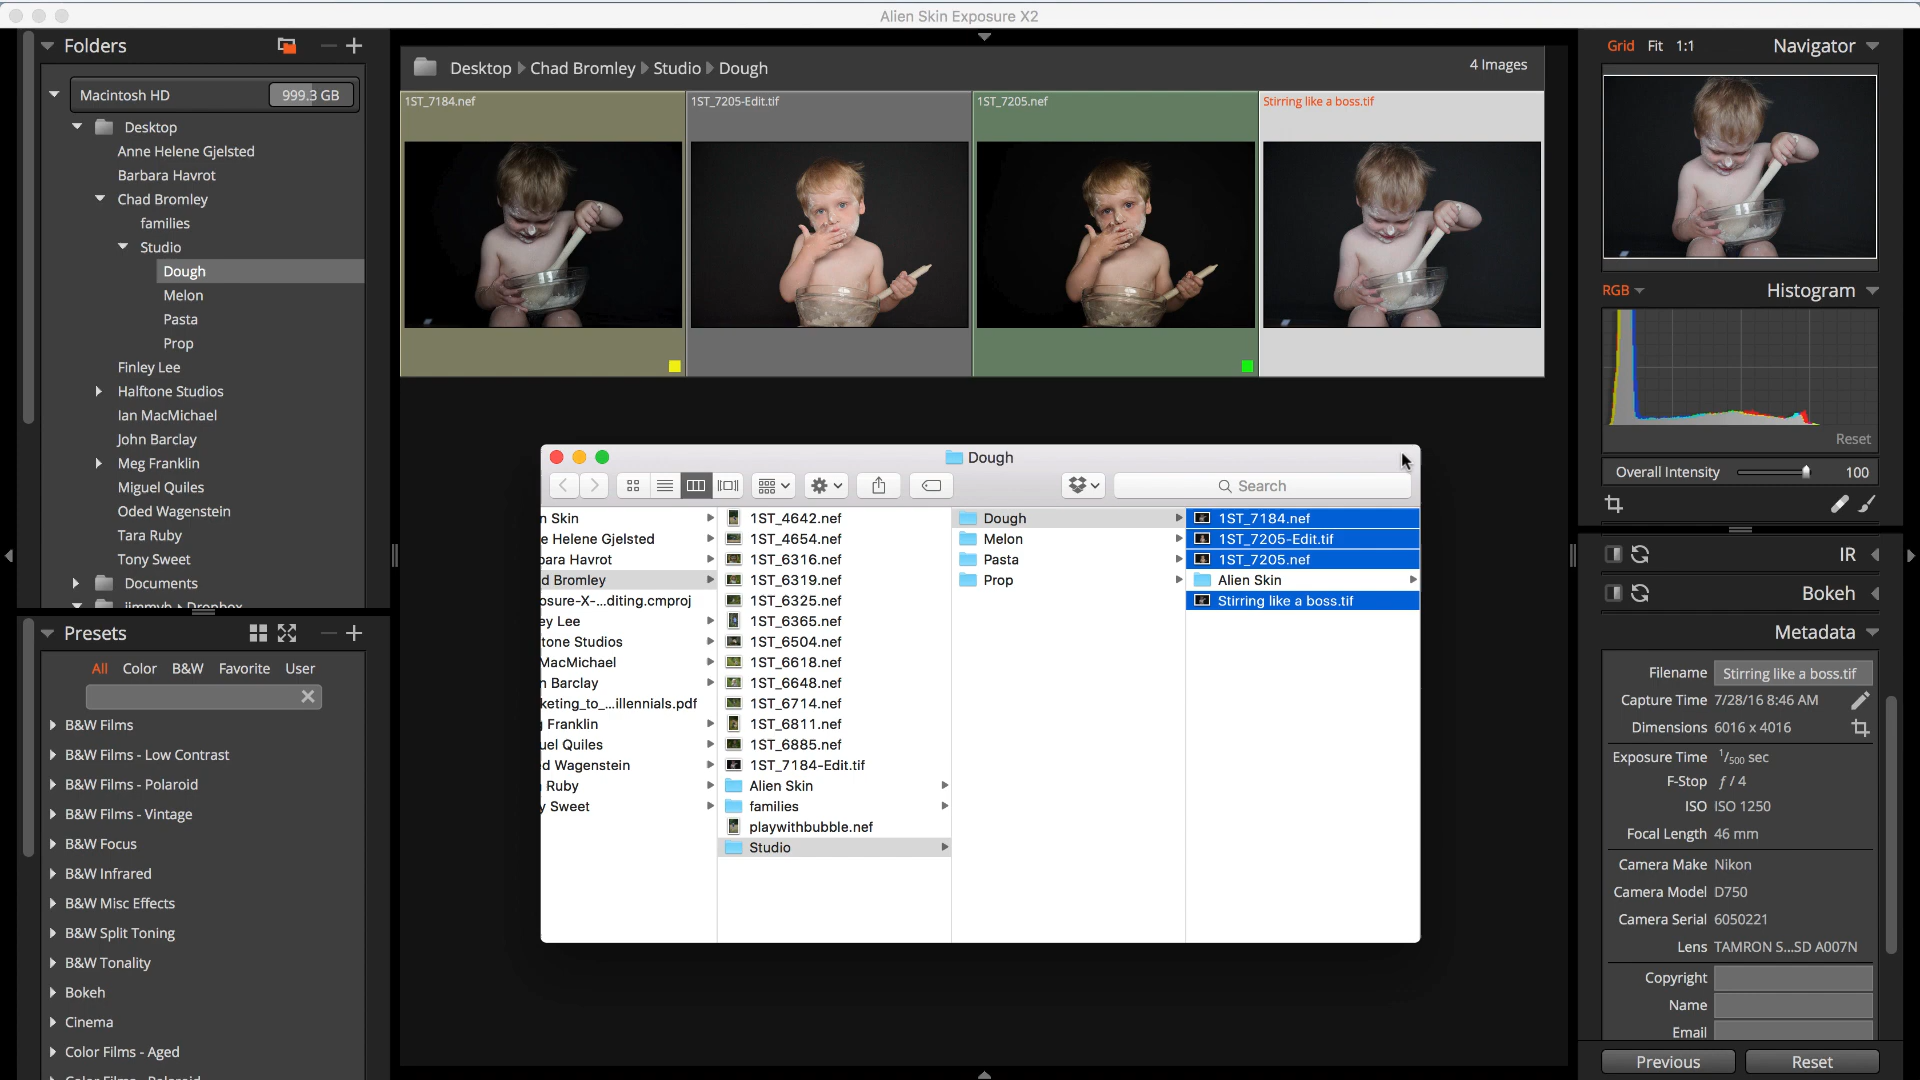 Alien Skin Exposure X2
Folders
Macintosh HD 999.3 GB
Desktop
Anne Helene Gjelsted
Barbara Havrot
Chad Bromley
families
Studio
Dough
Melon
Pasta
Prop
Finley Lee
Halftone Studios
Ian MacMichael
John Barclay
Meg Franklin
Miguel Quiles
Oded Wagenstein
Tara Ruby
Tony Sweet
Documents
jimmyb Dropbox
Presets
All Color B&W Favorite User
B&W Films
B&W Films - Low Contrast
B&W Films - Polaroid
B&W Films - Vintage
B&W Focus
B&W Infrared
B&W Misc Effects
B&W Split Toning
B&W Tonality
Bokeh
Cinema
Color Films - Aged
Color Films - Polaroid
Desktop Chad Bromley Studio Dough
4 Images
1ST_7184.nef
1ST_7205-Edit.tif
1ST_7205.nef
Stirring like a boss.tif
Dough
Search
n Skin
e Helene Gjelsted
bara Havrot
d Bromley
osure-X-...diting.cmproj
ey Lee
tone Studios
MacMichael
n Barclay
keting_to_...illennials.pdf
Franklin
uel Quiles
ed Wagenstein
Ruby
y Sweet
1ST_4642.nef
1ST_4654.nef
1ST_6316.nef
1ST_6319.nef
1ST_6325.nef
1ST_6365.nef
1ST_6504.nef
1ST_6618.nef
1ST_6648.nef
1ST_6714.nef
1ST_6811.nef
1ST_6885.nef
1ST_7184-Edit.tif
Alien Skin
families
playwithbubble.nef
Studio
Dough
Melon
Pasta
Prop
1ST_7184.nef
1ST_7205-Edit.tif
1ST_7205.nef
Alien Skin
Stirring like a boss.tif
Grid Fit 1:1 Navigator
RGB Histogram
Reset
Overall Intensity 100
IR
Bokeh
Metadata
Filename Stirring like a boss.tif
Capture Time 7/28/16 8:46 AM
Dimensions 6016 x 4016
Exposure Time 1/500 sec
F-Stop ƒ / 4
ISO ISO 1250
Focal Length 46 mm
Camera Make Nikon
Camera Model D750
Camera Serial 6050221
Lens TAMRON S...SD A007N
Copyright
Name
Email
Previous Reset